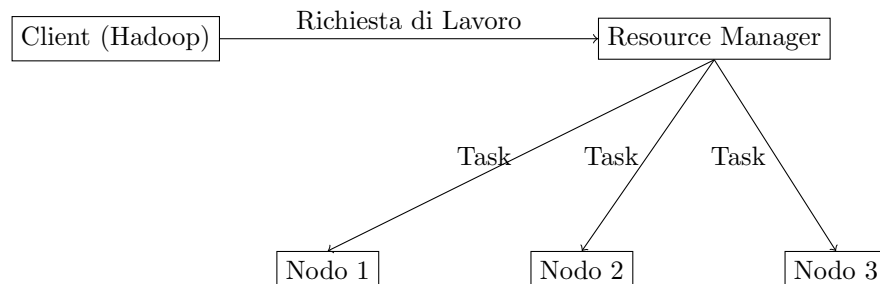 Richiesta di Lavoro
Client (Hadoop)
Resource Manager
Task
Task
Task
Nodo 1
Nodo 2
Nodo 3